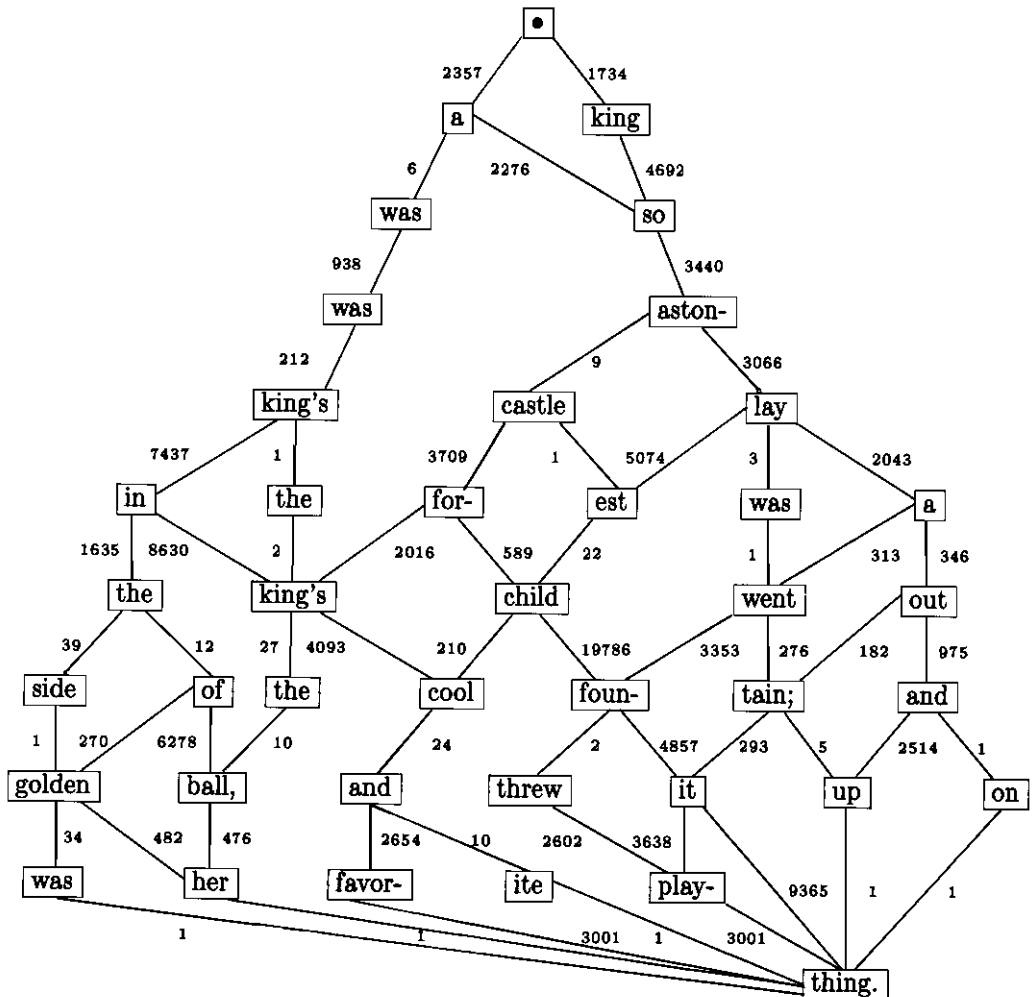 •
2357 1734
a king
6 2276 4692
was so
938 3440
was aston-
212 9 3066
king's castle lay
7437 1 3709 1 5074 3 2043
in the for- est was a
1635 8630 2 2016 589 22 1 313 346
the king's child went out
39 12 27 4093 210 19786 3353 276 182 975
side of the cool foun- tain; and
1 270 6278 10 24 2 4857 293 5 2514 1
golden ball, and threw it up on
34 482 476 2654 10 2602 3638
was her favor- ite play-
9365 1 1
1 1 3001 1 3001
thing.